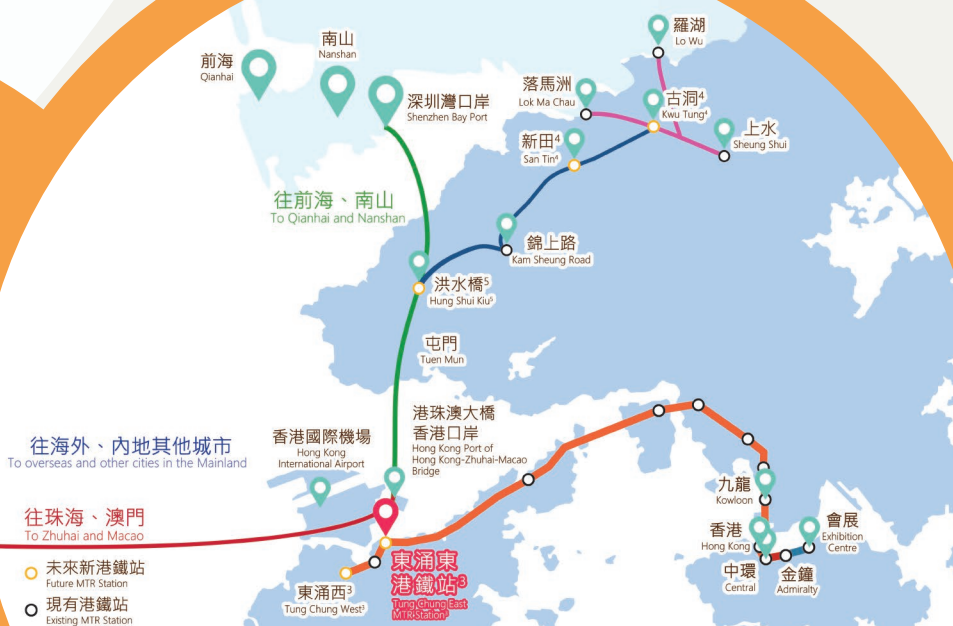 羅湖
Lo Wu
南山
Nanshan
前海
Qianhai
深圳灣口岸
Shenzhen Bay Port
落馬洲
Lok Ma Chau
古洞⁴
Kwu Tung⁴
上水
Sheung Shui
新田⁴
San Tin⁴
往前海、南山
To Qianhai and Nanshan
錦上路
Kam Sheung Road
洪水橋⁵
Hung Shui Kiu⁵
屯門
Tuen Mun
港珠澳大橋
香港口岸
Hong Kong Port of
Hong Kong-Zhuhai-Macao
Bridge
香港國際機場
Hong Kong
International Airport
往海外、內地其他城市
To overseas and other cities in the Mainland
往珠海、澳門
To Zhuhai and Macao
九龍
Kowloon
香港
Hong Kong
會展
Exhibition
Centre
中環
Central
金鐘
Admiralty
東涌東
港鐵站³
Tung Chung East
MTR Station³
東涌西³
Tung Chung West³
未來新港鐵站
Future MTR Station
現有港鐵站
Existing MTR Station